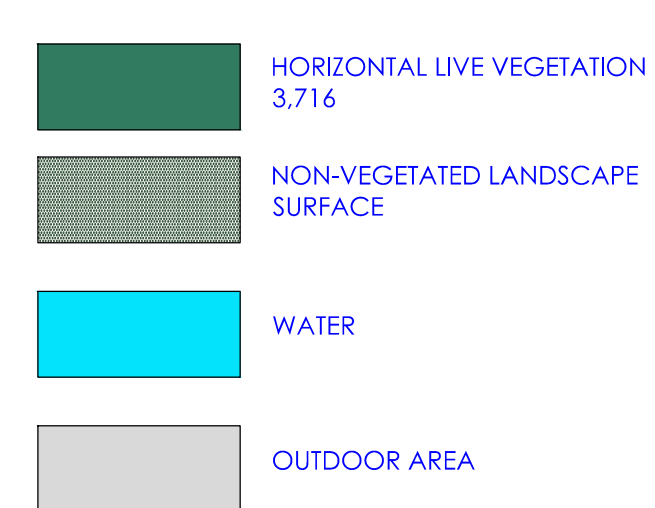 HORIZONTAL LIVE VEGETATION
3,716
NON-VEGETATED LANDSCAPE
SURFACE
WATER
OUTDOOR AREA